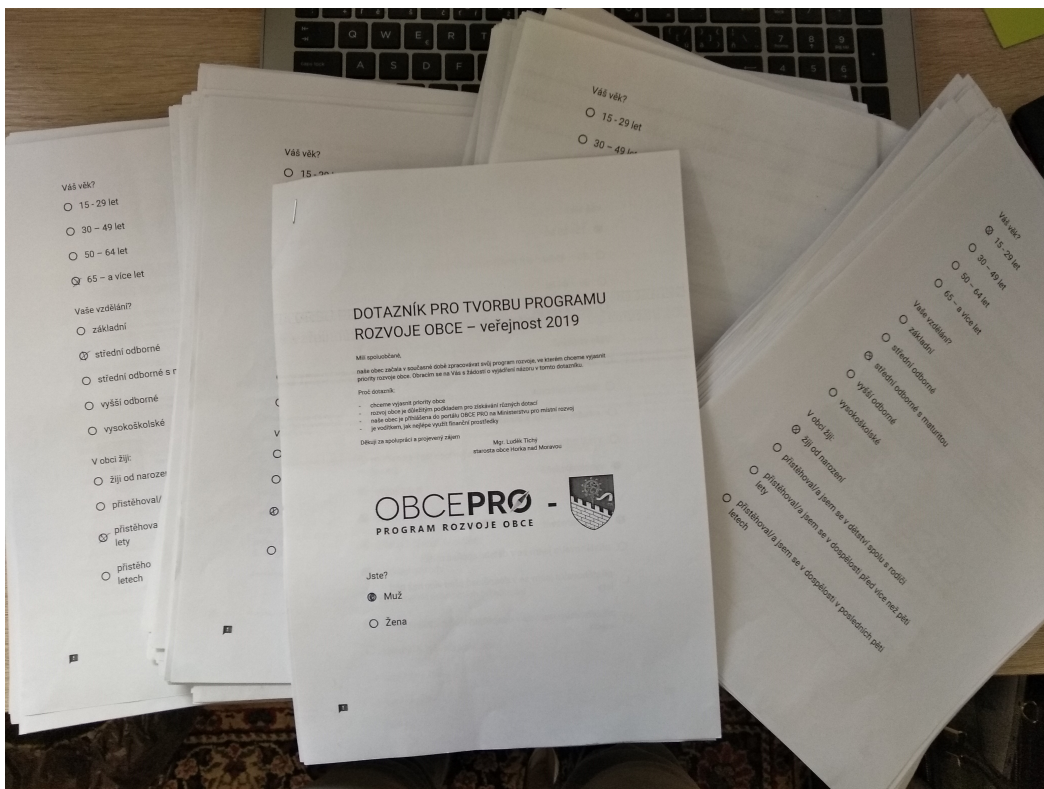 Q W E R T
A S D F
7 8 9
4 5 6
Váš věk?
15 - 29 let
30 – 49 let
50 – 64 let
65 – a více let
Vaše vzdělání?
základní
střední odborné
střední odborné s
vyšší odborné
vysokoškolské
V obci žiji:
žiji od naroze
přistěhoval/
přistěhova
lety
přistěho
letech
Váš věk?
15 - 29
V
Váš věk?
15 - 29 let
30 – 49 let
DOTAZNÍK PRO TVORBU PROGRAMU
ROZVOJE OBCE – veřejnost 2019
Milí spoluobčané,
naše obec začala v současné době zpracovávat svůj program rozvoje, ve kterém chceme vyjasnit
priority rozvoje obce. Obracím se na Vás s žádostí o vyjádření názoru v tomto dotazníku.
Proč dotazník:
- chceme vyjasnit priority obce
- rozvoj obce je důležitým podkladem pro získávání různých dotací
- naše obec je přihlášena do portálu OBCE PRO na Ministerstvu pro místní rozvoj
- je vodítkem, jak nejlépe využít finanční prostředky
Děkuji za spolupráci a projevený zájem
Mgr. Luděk Tichý
starosta obce Horka nad Moravou
OBCEPRO -
PROGRAM ROZVOJE OBCE
Jste?
Muž
Žena
Váš věk?
15 - 29 let
30 – 49 let
50 – 64 let
65 – a více let
Vaše vzdělání?
základní
střední odborné
střední odborné s maturitou
vyšší odborné
vysokoškolské
V obci žiji:
žiji od narození
přistěhoval/a jsem se v dětství spolu s rodiči
přistěhoval/a jsem se v dospělosti před více než pěti
lety
přistěhoval/a jsem se v dospělosti v posledních pěti
letech